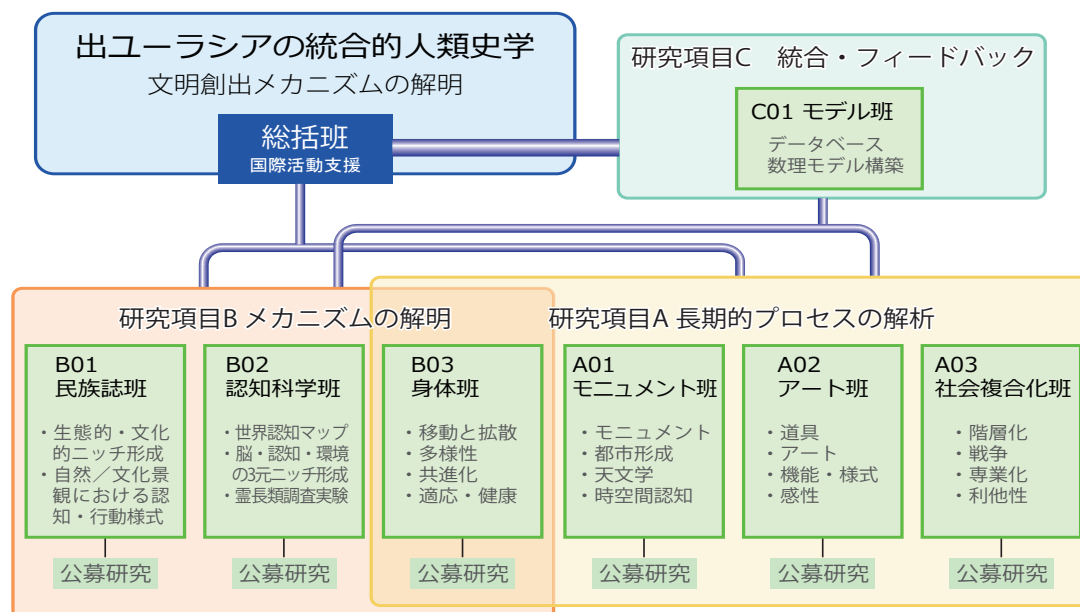 出ユーラシアの統合的人類史学
文明創出メカニズムの解明
総括班
国際活動支援
研究項目C 統合・フィードバック
C01 モデル班
データベース
数理モデル構築
研究項目B メカニズムの解明
研究項目A 長期的プロセスの解析
B01
民族誌班
・生態的・文化
的ニッチ形成
・自然／文化景
観における認
知・行動様式
公募研究
B02
認知科学班
・世界認知マップ
・脳・認知・環境
の3元ニッチ形成
・霊長類調査実験
公募研究
B03
身体班
・移動と拡散
・多様性
・共進化
・適応・健康
公募研究
A01
モニュメント班
・モニュメント
・都市形成
・天文学
・時空間認知
公募研究
A02
アート班
・道具
・アート
・機能・様式
・感性
公募研究
A03
社会複合化班
・階層化
・戦争
・専業化
・利他性
公募研究